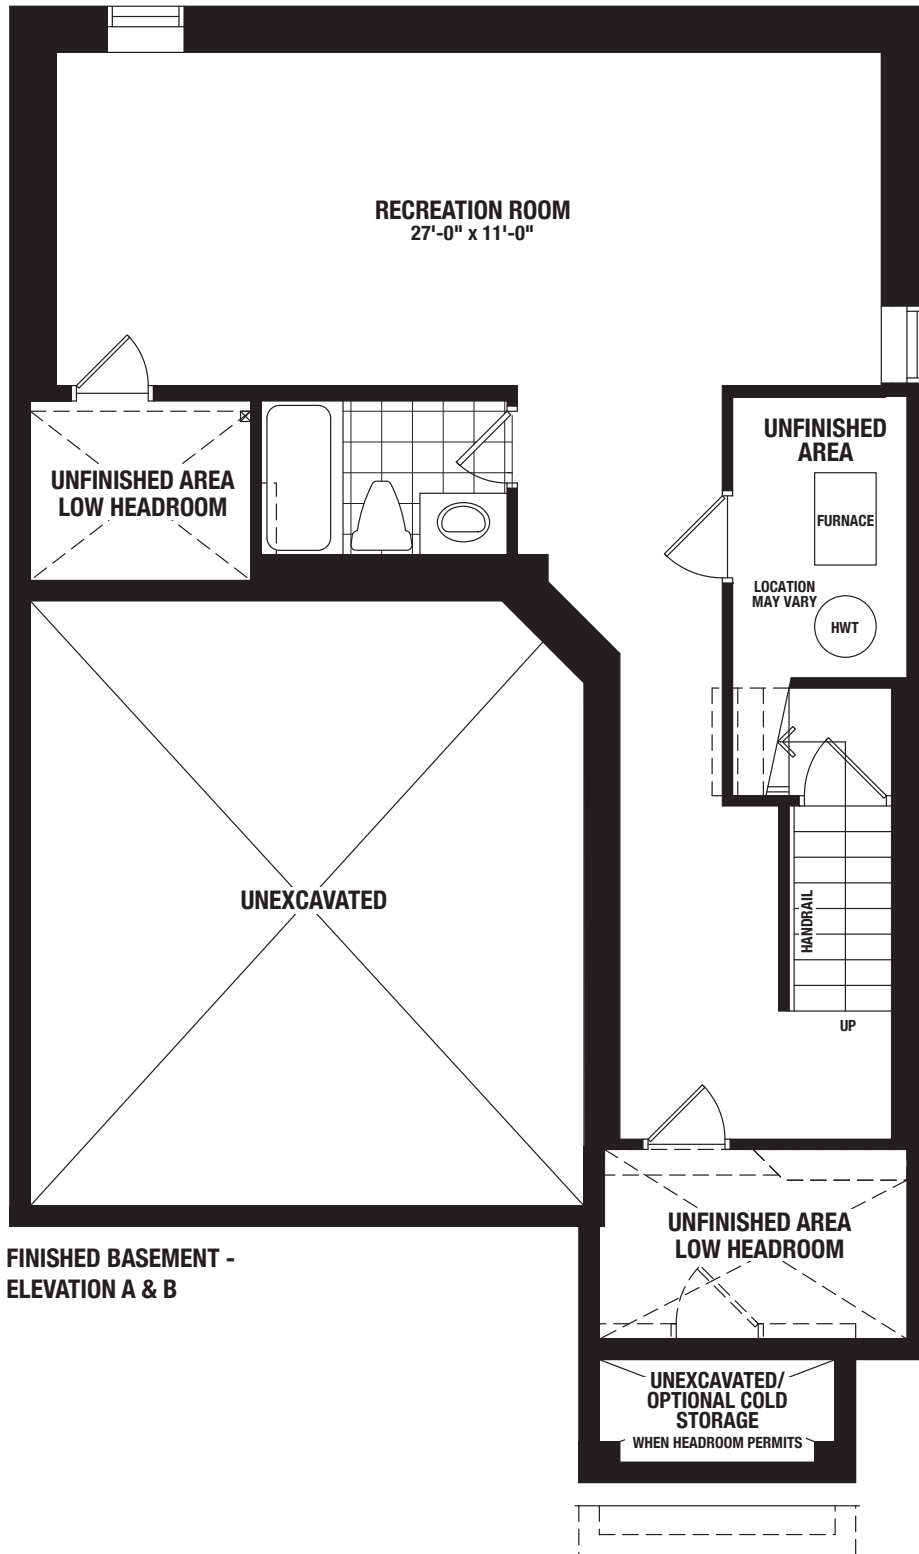 RECREATION ROOM
27'-0" x 11'-0"
UNFINISHED AREA
LOW HEADROOM
UNFINISHED
AREA
FURNACE
LOCATION
MAY VARY
HWT
UNEXCAVATED
HANDRAIL
UP
UNFINISHED AREA
LOW HEADROOM
FINISHED BASEMENT -
ELEVATION A & B
UNEXCAVATED/
OPTIONAL COLD
STORAGE
WHEN HEADROOM PERMITS